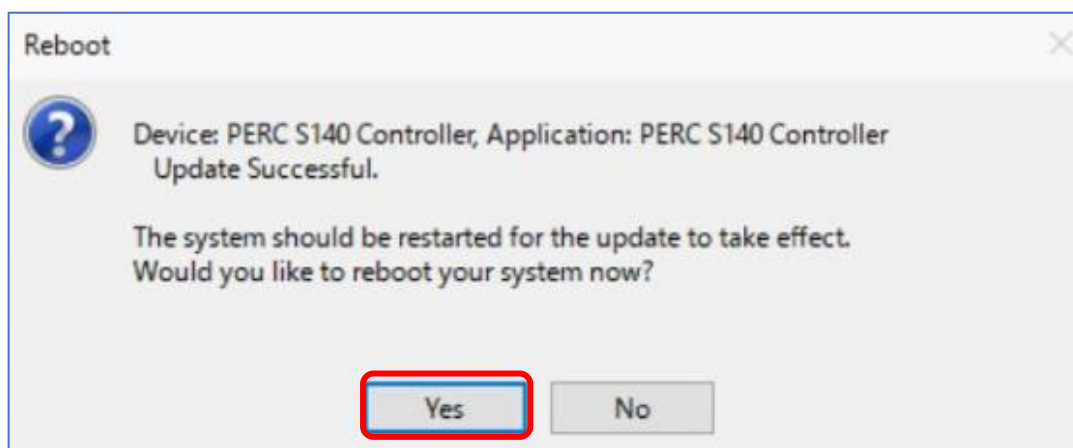 Reboot
Device: PERC S140 Controller, Application: PERC S140 Controller
Update Successful.
The system should be restarted for the update to take effect.
Would you like to reboot your system now?
Yes No